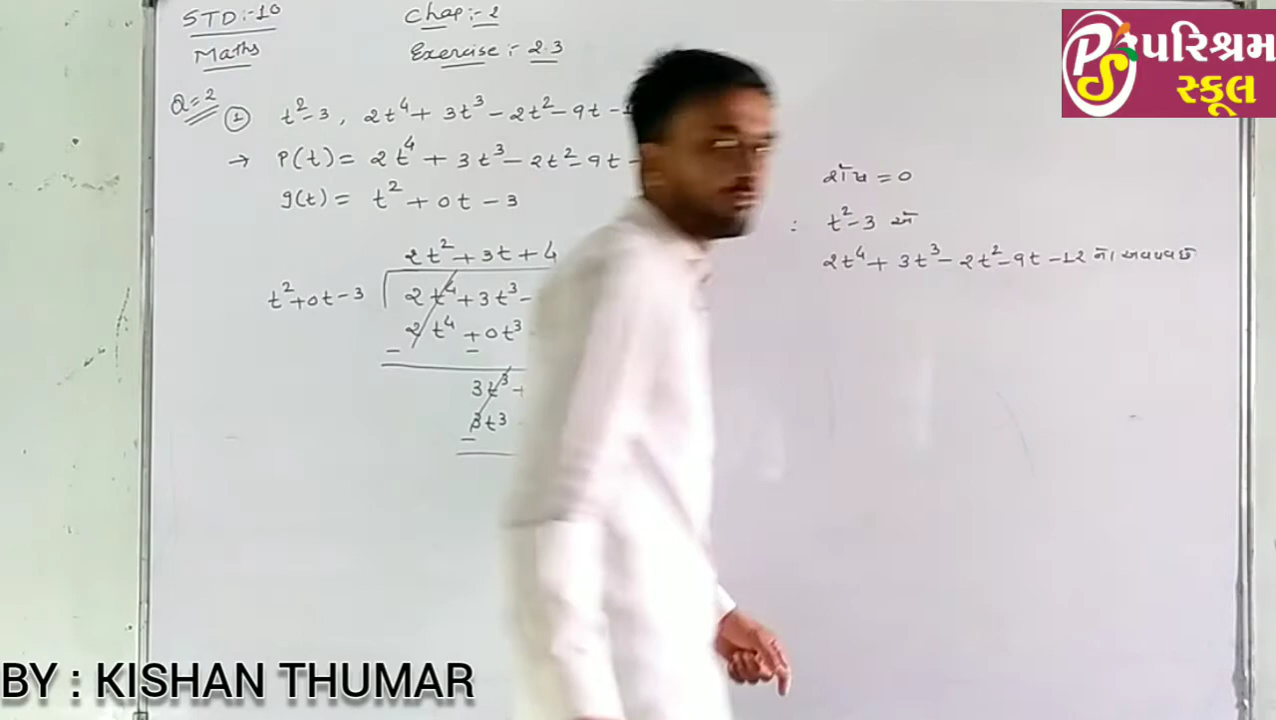 STD:-10
Chap:-2
Maths
Exercise:- 2.3
Q=2
① t²-3, 2t⁴+ 3t³-2t²-9t-1
→ P(t)= 2t⁴ + 3t³-2t²-9t-
g(t)= t²+0t-3
2t²+3t+4
t²+0t-3
2t⁴+3t³-
2t⁴+0t³
- -
3t³+
3t³
-
શેષ =0
: t²-3 એ
2t⁴+ 3t³-2t²-9t-12 નો અવયવ છે
પરિશ્રમ
સ્કૂલ
PS
BY : KISHAN THUMAR